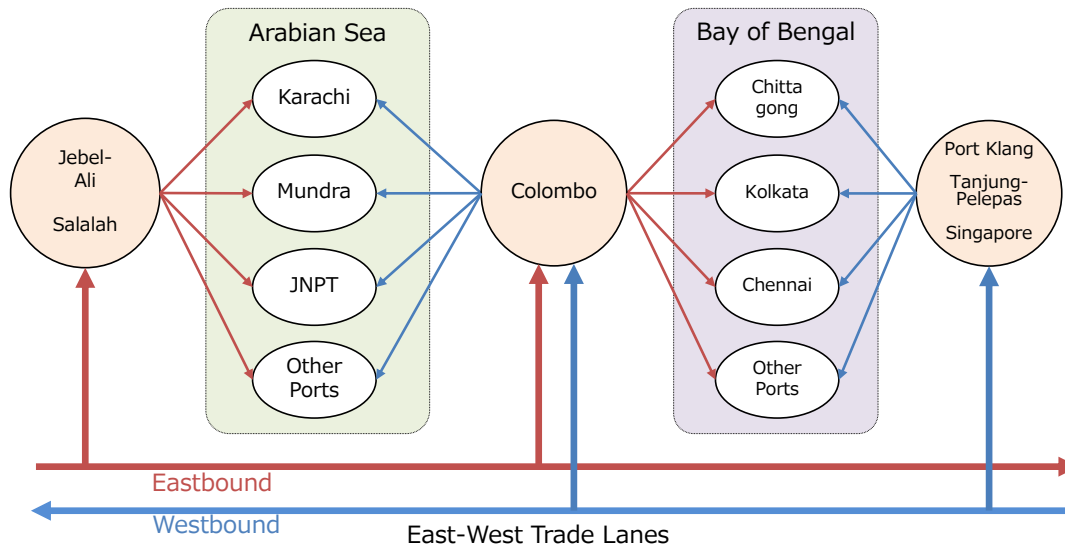 Arabian Sea
Bay of Bengal
Karachi
Mundra
JNPT
Other
Ports
Jebel-
Ali
Salalah
Colombo
Chitta
gong
Kolkata
Chennai
Other
Ports
Port Klang
Tanjung-
Pelepas
Singapore
Eastbound
Westbound
East-West Trade Lanes